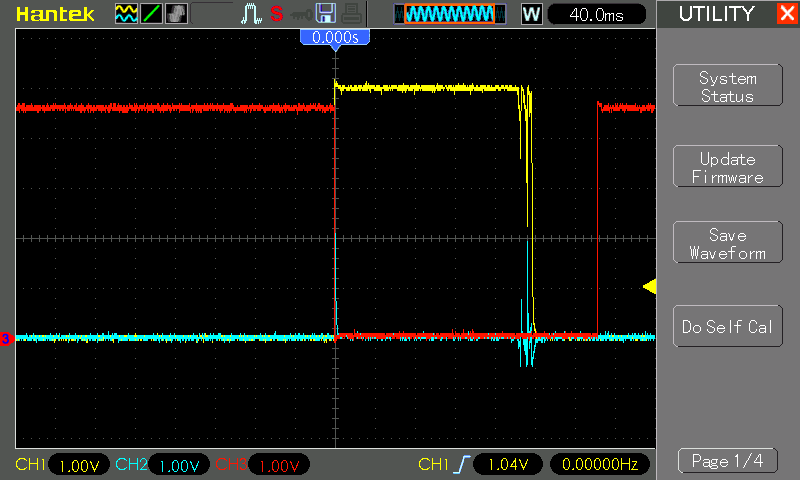 Hantek
S
W
40.0ms
UTILITY
0.000s
System
Status
Update
Firmware
Save
Waveform
3
Do Self Cal
CH1 1.00V CH2 1.00V CH3 1.00V CH1 1.04V 0.00000Hz
Page 1/4